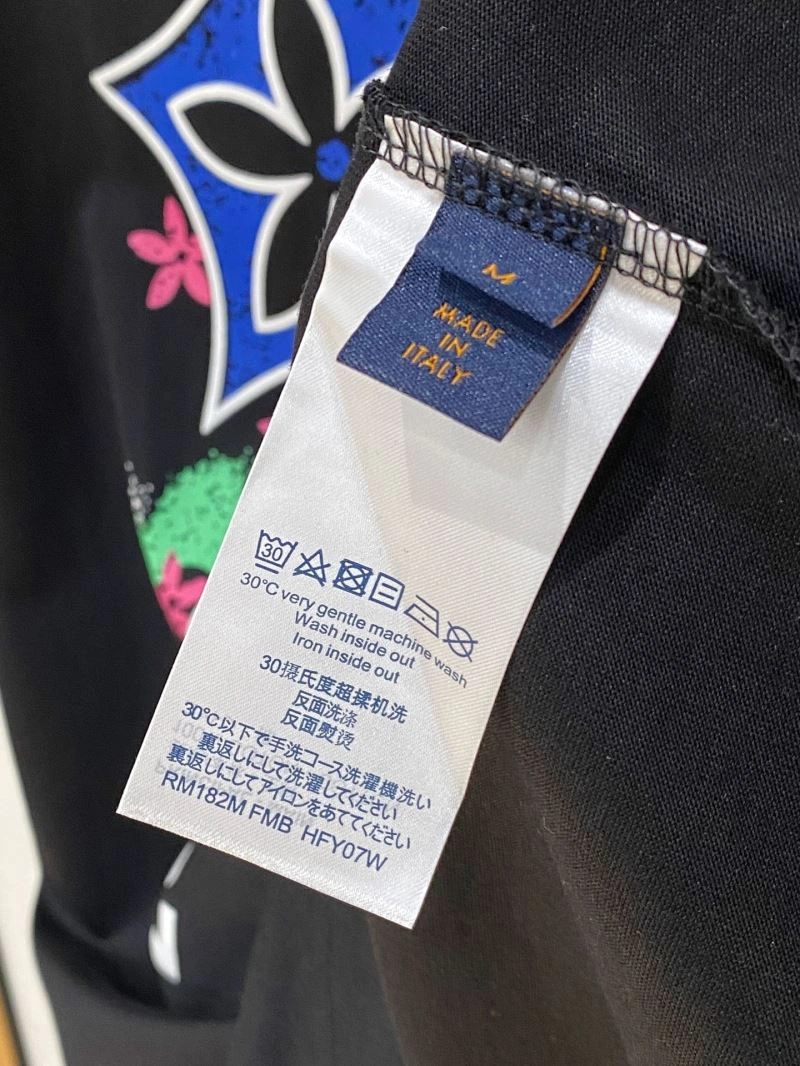 M
MADE
IN
ITALY
30
30°C very gentle machine wash
Wash inside out
Iron inside out
30摄氏度超揉机洗
反面洗涤
反面熨烫
30℃以下で手洗コース洗濯機洗い
裏返しにして洗濯してください
裏返しにしてアイロンをあててください
RM182M FMB HFY07W